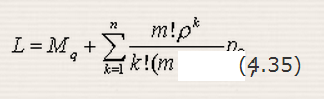 L = M_q + \sum_{k=1}^{n} \frac{m! \rho^k}{k!(m} (4.35)